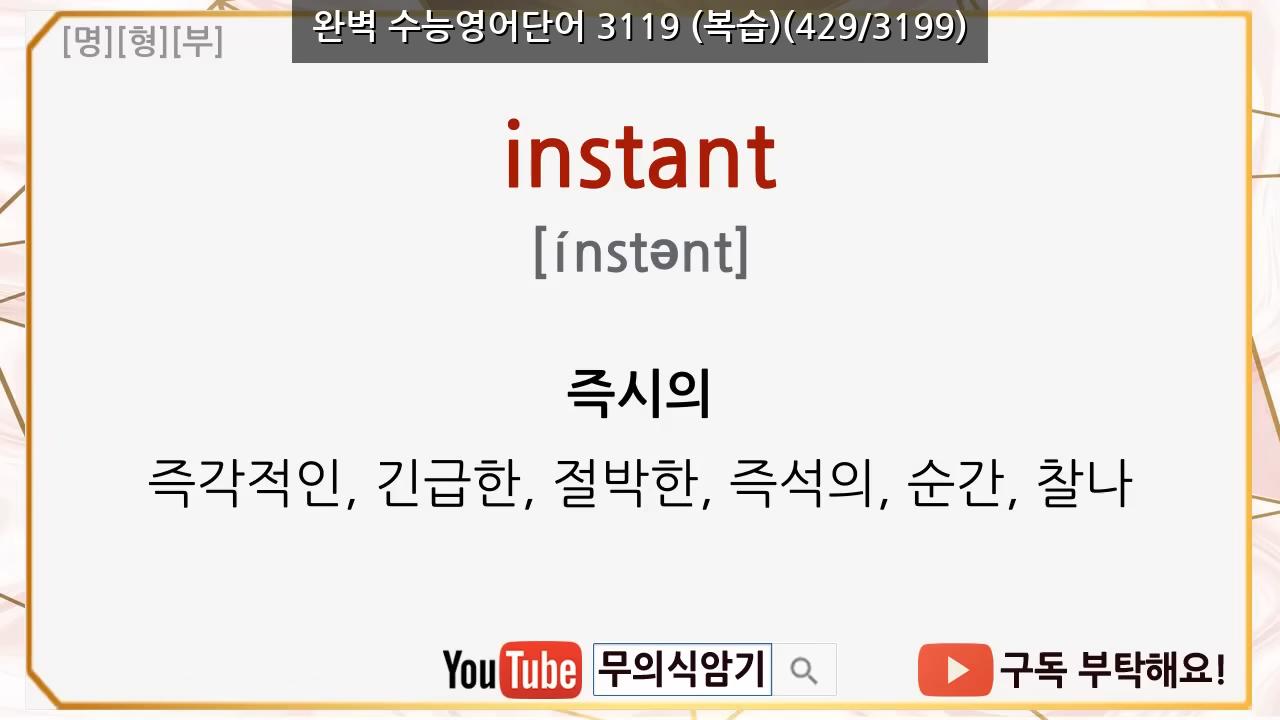 완벽 수능영어단어 3119 (복습)(429/3199)
[명][형][부]
instant
[ínstənt]
즉시의
즉각적인, 긴급한, 절박한, 즉석의, 순간, 찰나
YouTube 무의식암기 구독 부탁해요!